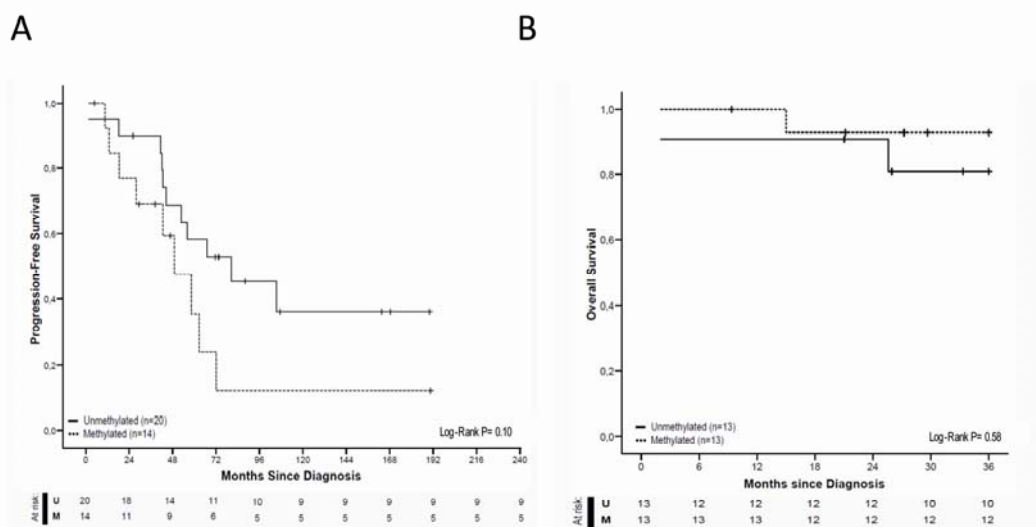 A
B
Progression-Free Survival
1,0
0,8
0,6
0,4
0,2
0,0
Unmethylated (n=20)
Methylated (n=14)
Log-Rank P= 0.10
0 24 48 72 96 120 144 168 192 216 240
Months Since Diagnosis
At risk:
U 20 18 14 11 10 9 9 9 9 9 9
M 14 11 9 6 5 5 5 5 5 5 5
Overall Survival
1,0
0,8
0,6
0,4
0,2
0,0
Unmethylated (n=13)
Methylated (n=13)
Log-Rank P= 0.58
0 6 12 18 24 30 36
Months since Diagnosis
At risk:
U 13 12 12 12 12 10 10
M 13 13 13 12 12 12 12